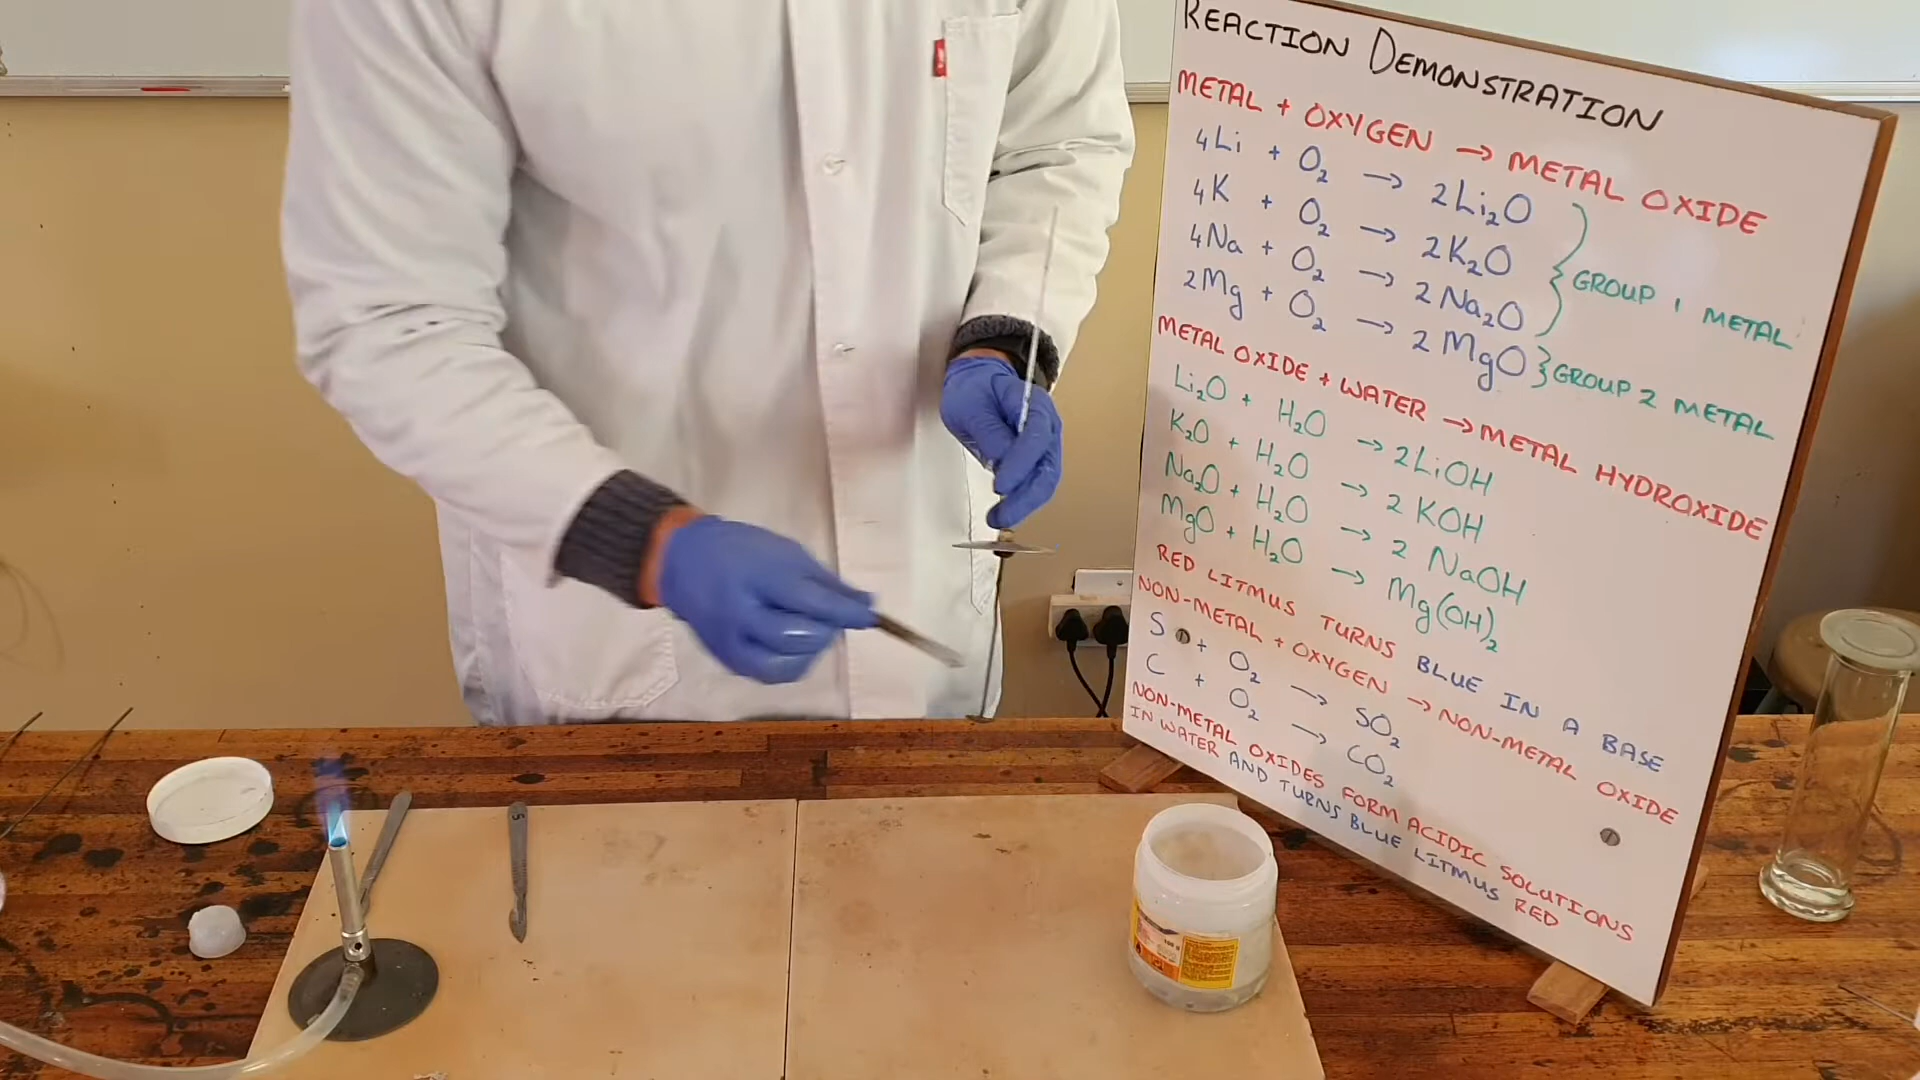 REACTION DEMONSTRATION
METAL + OXYGEN → METAL OXIDE
4Li + O₂ → 2Li₂O
4K + O₂ → 2K₂O
4Na + O₂ → 2Na₂O
} GROUP 1 METAL
2Mg + O₂ → 2MgO } GROUP 2 METAL
METAL OXIDE + WATER → METAL HYDROXIDE
Li₂O + H₂O → 2LiOH
K₂O + H₂O → 2KOH
Na₂O + H₂O → 2NaOH
MgO + H₂O → Mg(OH)₂
RED LITMUS TURNS BLUE IN A BASE
NON-METAL + OXYGEN → NON-METAL OXIDE
S + O₂ → SO₂
C + O₂ → CO₂
NON-METAL OXIDES FORM ACIDIC SOLUTIONS
IN WATER AND TURNS BLUE LITMUS RED